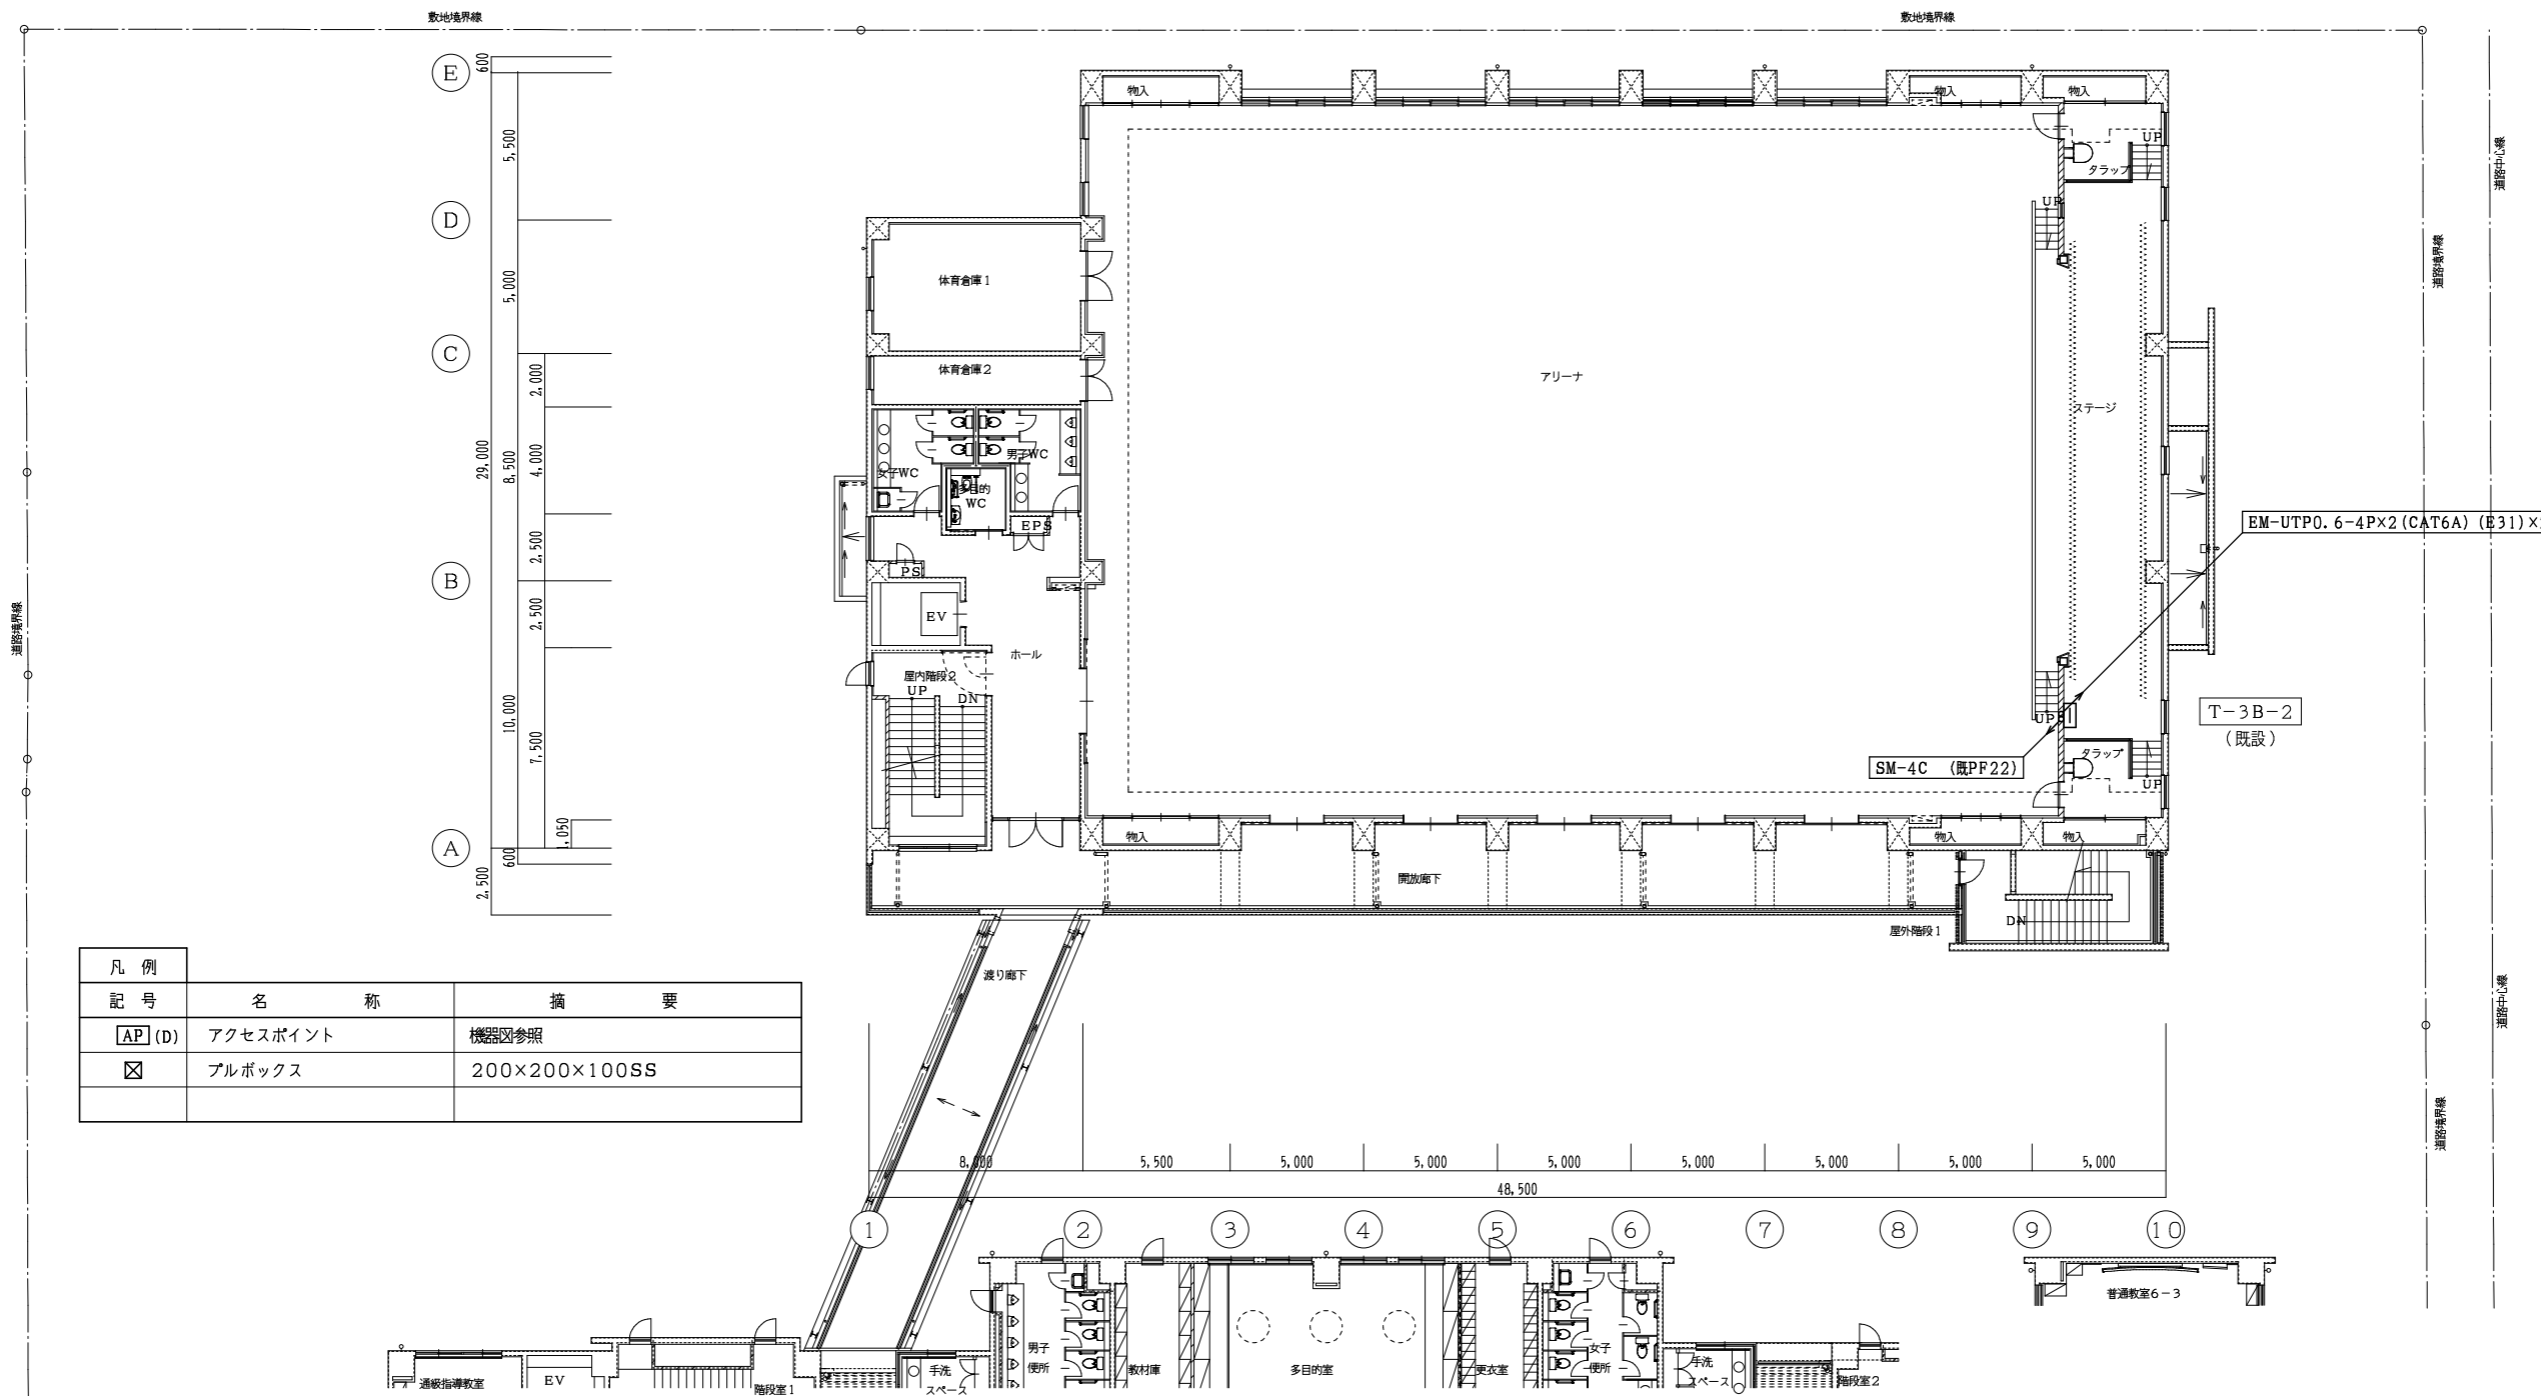 敷地境界線
敷地境界線
E
600
物入
物入
物入
5,500
UP
タラップ
道路中心線
D
UP
道路境界線
5,000
体育倉庫1
C
体育倉庫2
アリーナ
2,000
ステージ
29,000
8,500
4,000
女子WC
男子WC
多目的
WC
EPS
EM-UTP0.6-4P×2(CAT6A)(E31)×
2,500
B
PS
EV
2,500
道路境界線
ホール
屋内階段2
UP
DN
10,000
7,500
UP
T-3B-2
(既設)
タラップ
SM-4C (既PF22)
UP
1,050
A
600
物入
物入
物入
2,500
開放廊下
DN
屋外階段1
凡 例
渡り廊下
記 号 名 称 摘 要
AP (D) アクセスポイント 機器図参照
プルボックス 200×200×100SS
道路中心線
道路境界線
8,000 5,500 5,000 5,000 5,000 5,000 5,000 5,000 5,000
48,500
1 2 3 4 5 6 7 8 9 10
普通教室6-3
男子
便所
教材庫
多目的室
更衣室
女子
便所
手洗
スペース
手洗
スペース
通級指導教室
EV
階段室1
階段室2